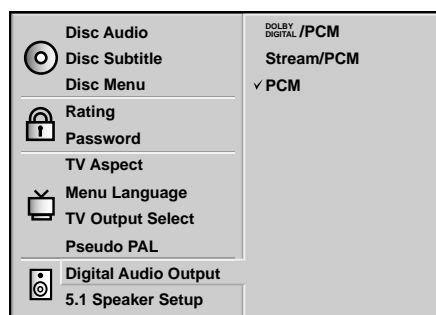 Disc Audio
Disc Subtitle
Disc Menu
Rating
Password
TV Aspect
Menu Language
TV Output Select
Pseudo PAL
Digital Audio Output
5.1 Speaker Setup
DOLBY DIGITAL /PCM
Stream/PCM
✓ PCM